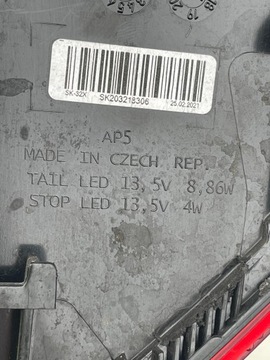 SK-32X SK203218306 25.02.2021
AP5
MADE IN CZECH REP.
TAIL LED 13,5V 8,86W
STOP LED 13,5V 4W